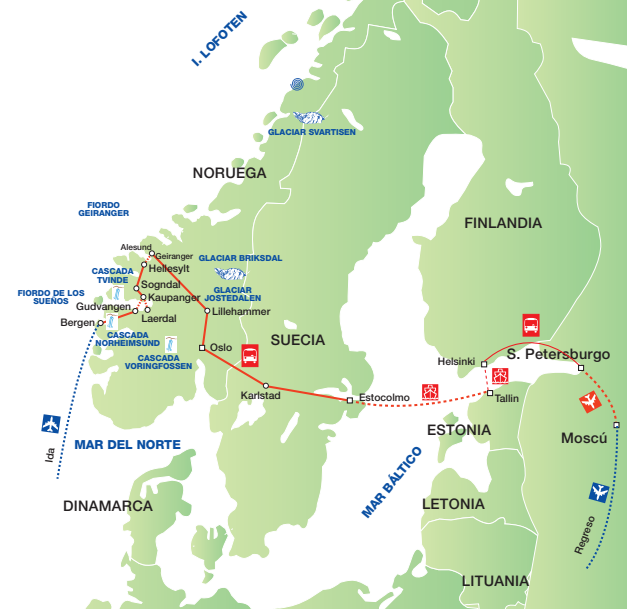 I. LOFOTEN
GLACIAR SVARTISEN
NORUEGA
FIORDO
GEIRANGER
FINLANDIA
Alesund
Geiranger
GLACIAR BRIKSDAL
Hellesylt
CASCADA
TVINDE
Sogndal
GLACIAR
JOSTEDALEN
FIORDO DE LOS
SUEÑOS
Kaupanger
Gudvangen
Laerdal
Lillehammer
Bergen
CASCADA
NORHEIMSUND
SUECIA
Oslo
CASCADA
VORINGFOSSEN
Helsinki
S. Petersburgo
Karlstad
Estocolmo
Tallin
ESTONIA
Moscú
MAR DEL NORTE
Ida
MAR BÁLTICO
DINAMARCA
LETONIA
Regreso
LITUANIA